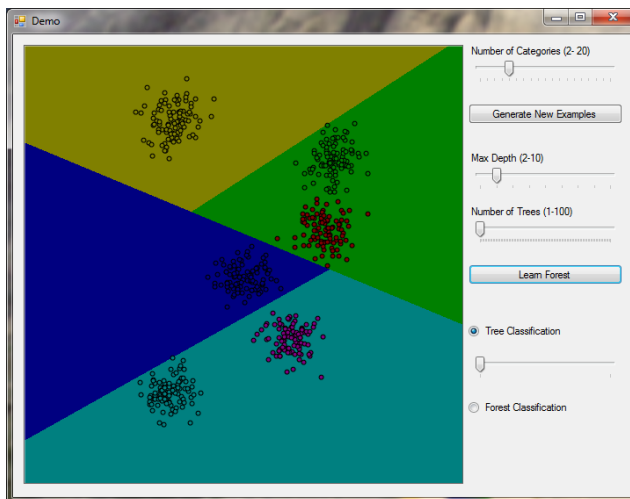 Demo
Number of Categories (2- 20)
Generate New Examples
Max Depth (2-10)
Number of Trees (1-100)
Learn Forest
Tree Classification
Forest Classification